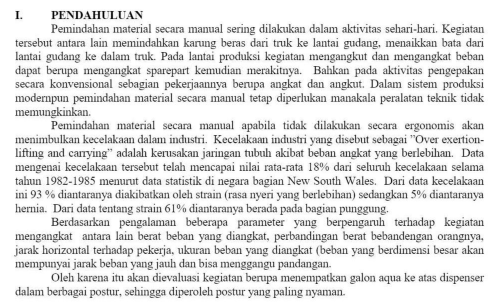 I. PENDAHULUAN
Pemindahan material secara manual sering dilakukan dalam aktivitas sehari-hari. Kegiatan
tersebut antara lain memindahkan karung beras dari truk ke lantai gudang, menaikkan bata dari
lantai gudang ke dalam truk. Pada lantai produksi kegiatan mengangkut dan mengangkat beban
dapat berupa mengangkat sparepart kemudian merakitnya. Bahkan pada aktivitas pengepakan
secara konvensional sebagian pekerjaannya berupa angkat dan angkut. Dalam sistem produksi
modernpun pemindahan material secara manual tetap diperlukan manakala peralatan teknik tidak
memungkinkan.
Pemindahan material secara manual apabila tidak dilakukan secara ergonomis akan
menimbulkan kecelakaan dalam industri. Kecelakaan industri yang disebut sebagai ”Over exertion-
lifting and carrying” adalah kerusakan jaringan tubuh akibat beban angkat yang berlebihan. Data
mengenai kecelakaan tersebut telah mencapai nilai rata-rata 18% dari seluruh kecelakaan selama
tahun 1982-1985 menurut data statistik di negara bagian New South Wales. Dari data kecelakaan
ini 93 % diantaranya diakibatkan oleh strain (rasa nyeri yang berlebihan) sedangkan 5% diantaranya
hernia. Dari data tentang strain 61% diantaranya berada pada bagian punggung.
Berdasarkan pengalaman beberapa parameter yang berpengaruh terhadap kegiatan
mengangkat antara lain berat beban yang diangkat, perbandingan berat bebandengan orangnya,
jarak horizontal terhadap pekerja, ukuran beban yang diangkat (beban yang berdimensi besar akan
mempunyai jarak beban yang jauh dan bisa menggangu pandangan.
Oleh karena itu akan dievaluasi kegiatan berupa menempatkan galon aqua ke atas dispenser
dalam berbagai postur, sehingga diperoleh postur yang paling nyaman.